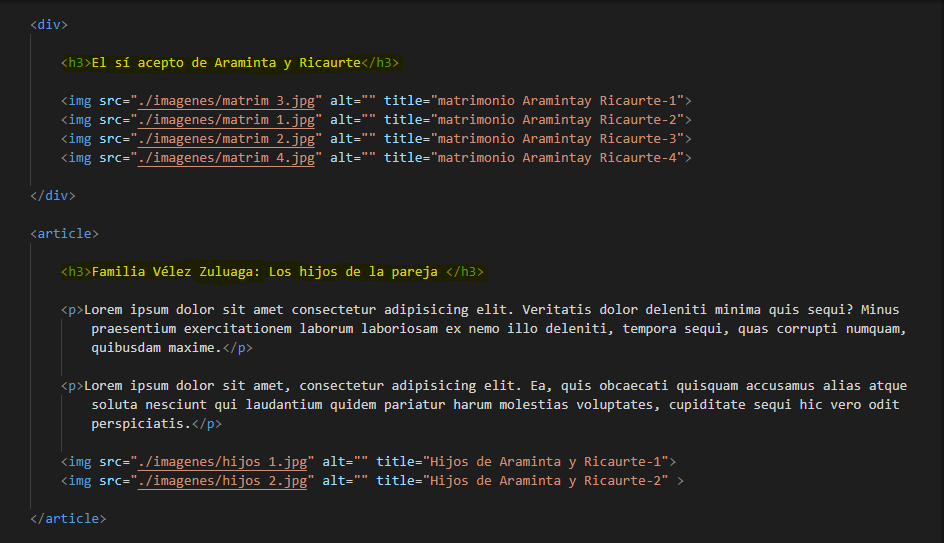 <div>
<h3>El sí acepto de Araminta y Ricaurte</h3>
<img src="./imagenes/matrim 3.jpg" alt="" title="matrimonio Aramintay Ricaurte-1">
<img src="./imagenes/matrim 1.jpg" alt="" title="matrimonio Aramintay Ricaurte-2">
<img src="./imagenes/matrim 2.jpg" alt="" title="matrimonio Aramintay Ricaurte-3">
<img src="./imagenes/matrim 4.jpg" alt="" title="matrimonio Aramintay Ricaurte-4">
</div>
<article>
<h3>Familia Vélez Zuluaga: Los hijos de la pareja </h3>
<p>Lorem ipsum dolor sit amet consectetur adipisicing elit. Veritatis dolor deleniti minima quis sequi? Minus
praesentium exercitationem laborum laboriosam ex nemo illo deleniti, tempora sequi, quas corrupti numquam,
quibusdam maxime.</p>
<p>Lorem ipsum dolor sit amet, consectetur adipisicing elit. Ea, quis obcaecati quisquam accusamus alias atque
soluta nesciunt qui laudantium quidem pariatur harum molestias voluptates, cupiditate sequi hic vero odit
perspiciatis.</p>
<img src="./imagenes/hijos 1.jpg" alt="" title="Hijos de Araminta y Ricaurte-1">
<img src="./imagenes/hijos 2.jpg" alt="" title="Hijos de Araminta y Ricaurte-2" >
</article>